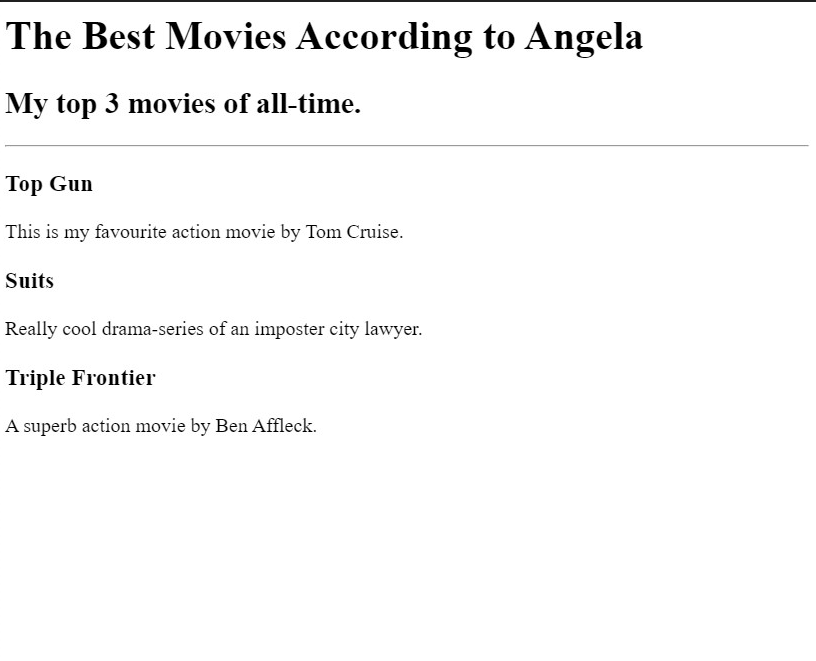 The Best Movies According to Angela
My top 3 movies of all-time.
Top Gun
This is my favourite action movie by Tom Cruise.
Suits
Really cool drama-series of an imposter city lawyer.
Triple Frontier
A superb action movie by Ben Affleck.